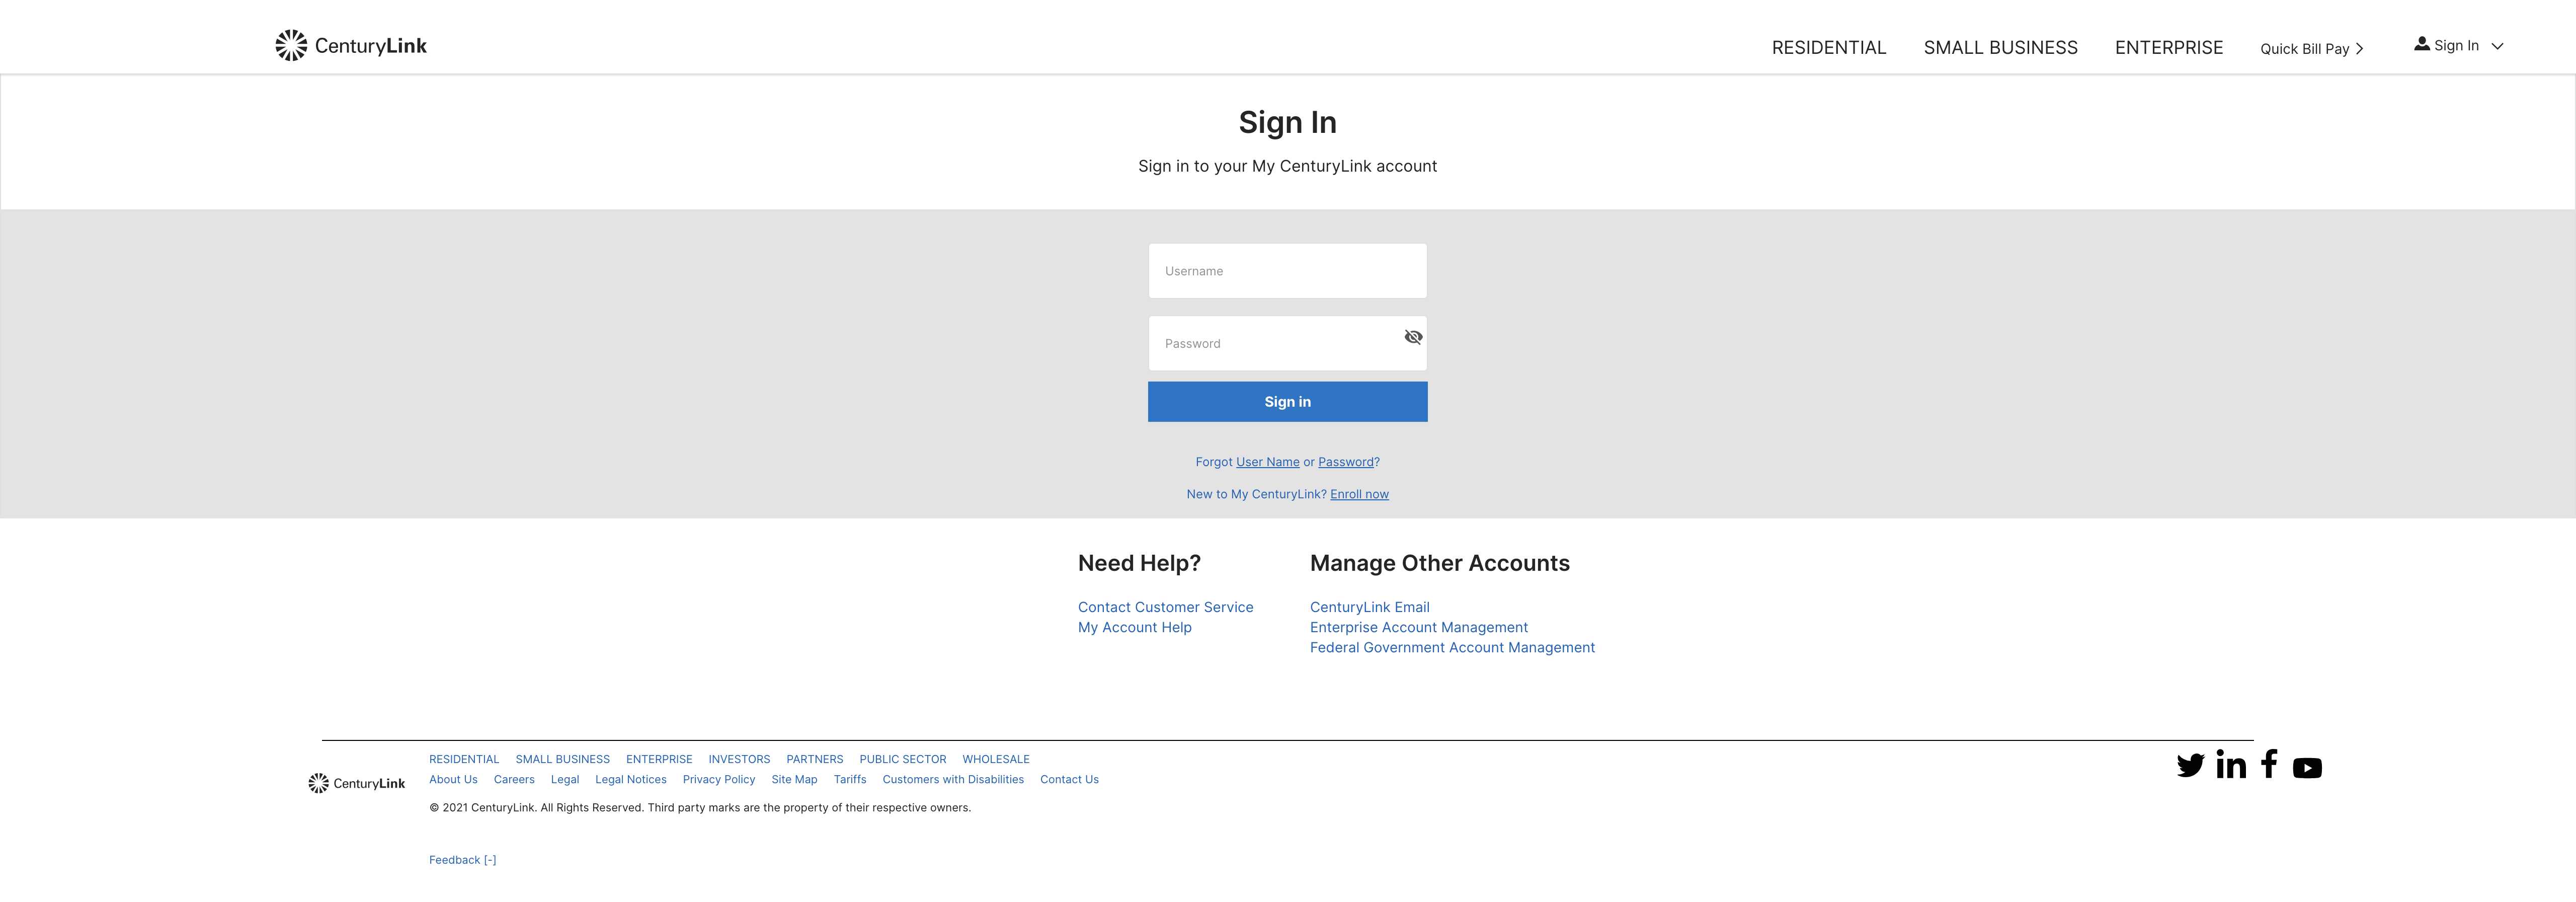 CenturyLink
RESIDENTIAL SMALL BUSINESS ENTERPRISE Quick Bill Pay Sign In
Sign In
Sign in to your My CenturyLink account
Username
Password
Sign in
Forgot User Name or Password?
New to My CenturyLink? Enroll now
Need Help?
Contact Customer Service
My Account Help
Manage Other Accounts
CenturyLink Email
Enterprise Account Management
Federal Government Account Management
CenturyLink
RESIDENTIAL SMALL BUSINESS ENTERPRISE INVESTORS PARTNERS PUBLIC SECTOR WHOLESALE
About Us Careers Legal Legal Notices Privacy Policy Site Map Tariffs Customers with Disabilities Contact Us
© 2021 CenturyLink. All Rights Reserved. Third party marks are the property of their respective owners.
Feedback [-]